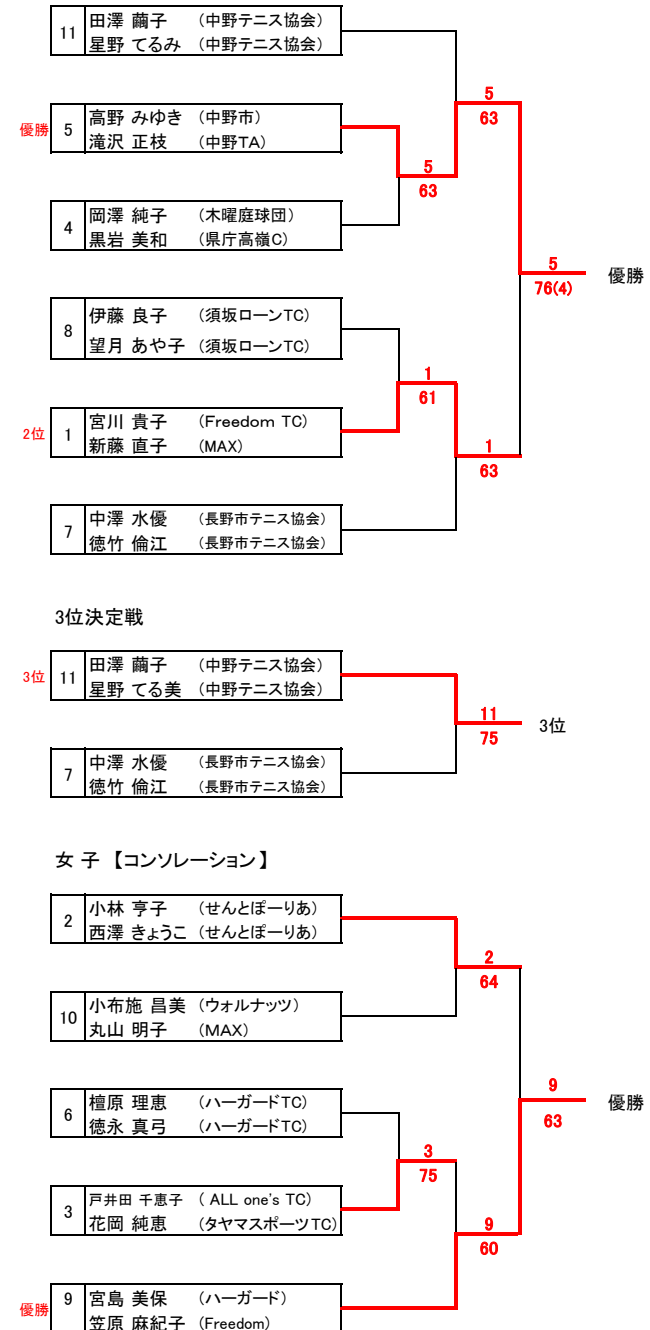 11 田澤 繭子 （中野テニス協会）
星野 てるみ （中野テニス協会）
5
63
優勝 5 高野 みゆき （中野市）
滝沢 正枝 （中野TA）
5
63
4 岡澤 純子 （木曜庭球団）
黒岩 美和 （県庁高嶺C）
5
76(4)
優勝
8 伊藤 良子 （須坂ローンTC）
望月 あや子 （須坂ローンTC）
1
61
2位 1 宮川 貴子 （Freedom TC）
新藤 直子 （MAX）
1
63
7 中澤 水優 （長野市テニス協会）
徳竹 倫江 （長野市テニス協会）
3位決定戦
3位 11 田澤 繭子 （中野テニス協会）
星野 てる美 （中野テニス協会）
11
75
3位
7 中澤 水優 （長野市テニス協会）
徳竹 倫江 （長野市テニス協会）
女 子 【コンソレーション】
2 小林 亨子 （せんとぽーりあ）
西澤 きょうこ （せんとぽーりあ）
2
64
10 小布施 昌美 （ウォルナッツ）
丸山 明子 （MAX）
9
63
優勝
6 檀原 理恵 （ハーガードTC）
徳永 真弓 （ハーガードTC）
3
75
3 戸井田 千恵子 （ ALL one's TC）
花岡 純恵 （タヤマスポーツTC）
9
60
優勝 9 宮島 美保 （ハーガード）
笠原 麻紀子 （Freedom）